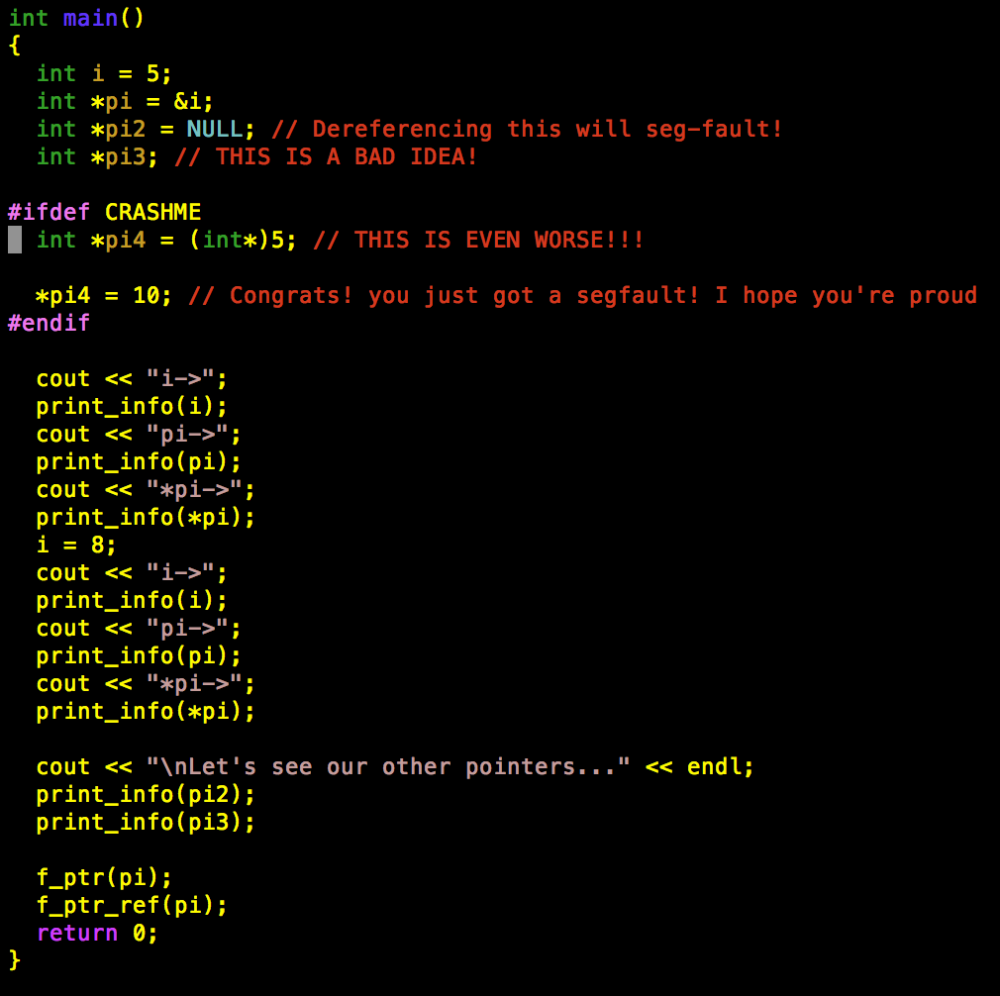 int main()
{
  int i = 5;
  int *pi = &i;
  int *pi2 = NULL; // Dereferencing this will seg-fault!
  int *pi3; // THIS IS A BAD IDEA!

#ifdef CRASHME
  int *pi4 = (int*)5; // THIS IS EVEN WORSE!!!

  *pi4 = 10; // Congrats! you just got a segfault! I hope you're proud
#endif

  cout << "i->";
  print_info(i);
  cout << "pi->";
  print_info(pi);
  cout << "*pi->";
  print_info(*pi);
  i = 8;
  cout << "i->";
  print_info(i);
  cout << "pi->";
  print_info(pi);
  cout << "*pi->";
  print_info(*pi);

  cout << "\nLet's see our other pointers..." << endl;
  print_info(pi2);
  print_info(pi3);

  f_ptr(pi);
  f_ptr_ref(pi);
  return 0;
}